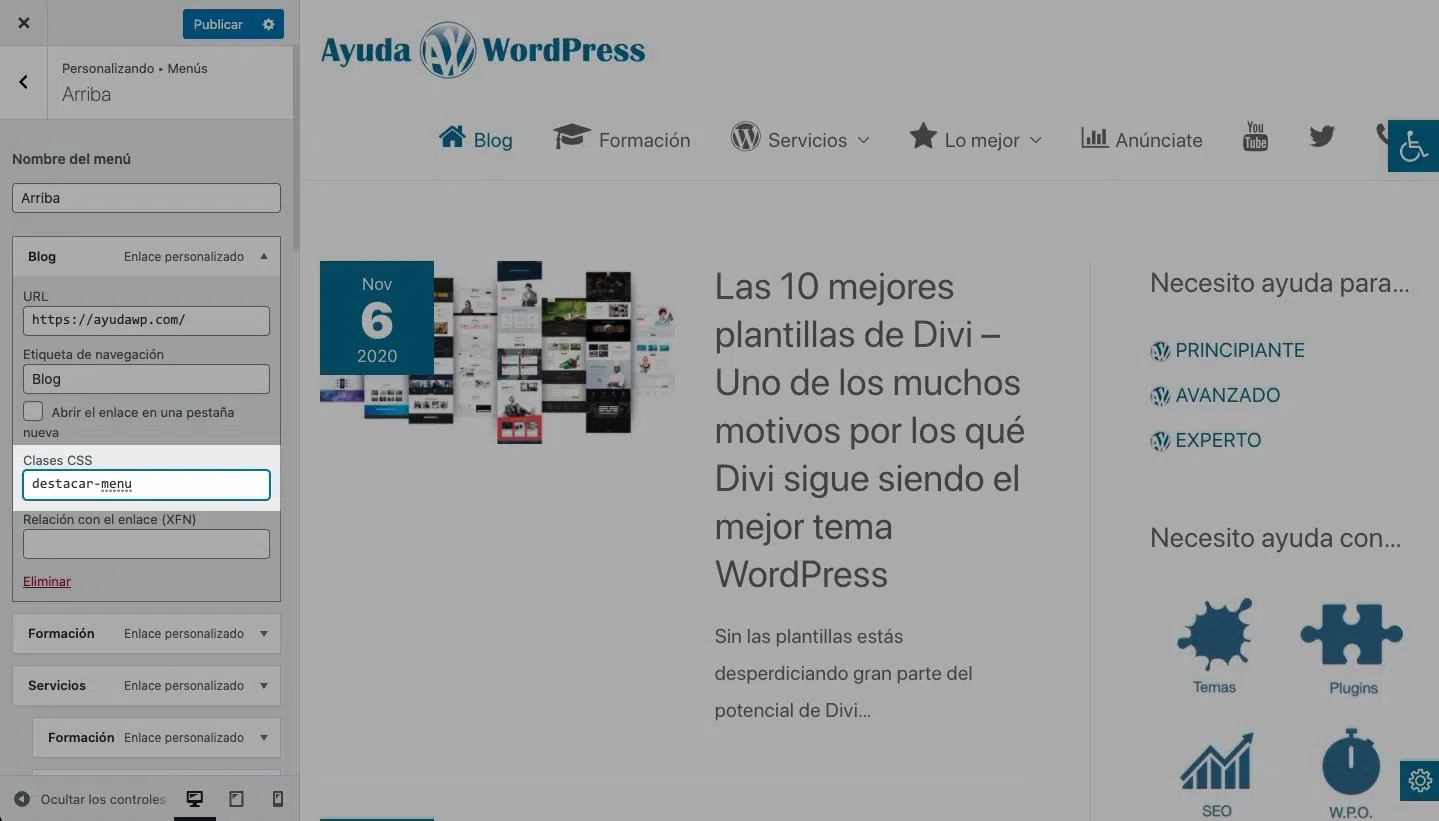 Publicar
Personalizando ▸ Menús
Arriba
Nombre del menú
Arriba
Blog Enlace personalizado
URL
https://ayudawp.com/
Etiqueta de navegación
Blog
Abrir el enlace en una pestaña
nueva
Clases CSS
destacar-menu
Relación con el enlace (XFN)
Eliminar
Formación Enlace personalizado
Servicios Enlace personalizado
Formación Enlace personalizado
Ocultar los controles
Ayuda WordPress
Blog Formación Servicios Lo mejor Anúnciate You Tube
Nov
6
2020
Las 10 mejores
plantillas de Divi –
Uno de los muchos
motivos por los qué
Divi sigue siendo el
mejor tema
WordPress
Sin las plantillas estás
desperdiciando gran parte del
potencial de Divi...
Necesito ayuda para...
PRINCIPIANTE
AVANZADO
EXPERTO
Necesito ayuda con...
Temas Plugins
SEO W.P.O.